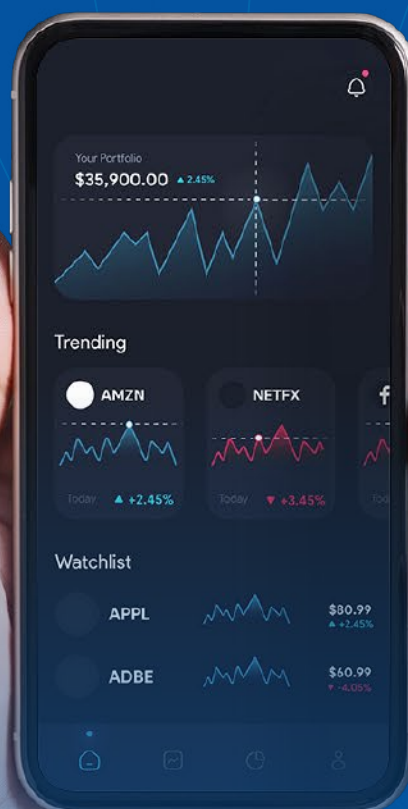 Your Portfolio
$35,900.00 ▲ 2.45%
Trending
AMZN
NETFX
f
Today ▲ +2.45%
Today ▼ +3.45%
Tod
Watchlist
APPL
$80.99
▲ +2.45%
ADBE
$60.99
▼ -4.05%